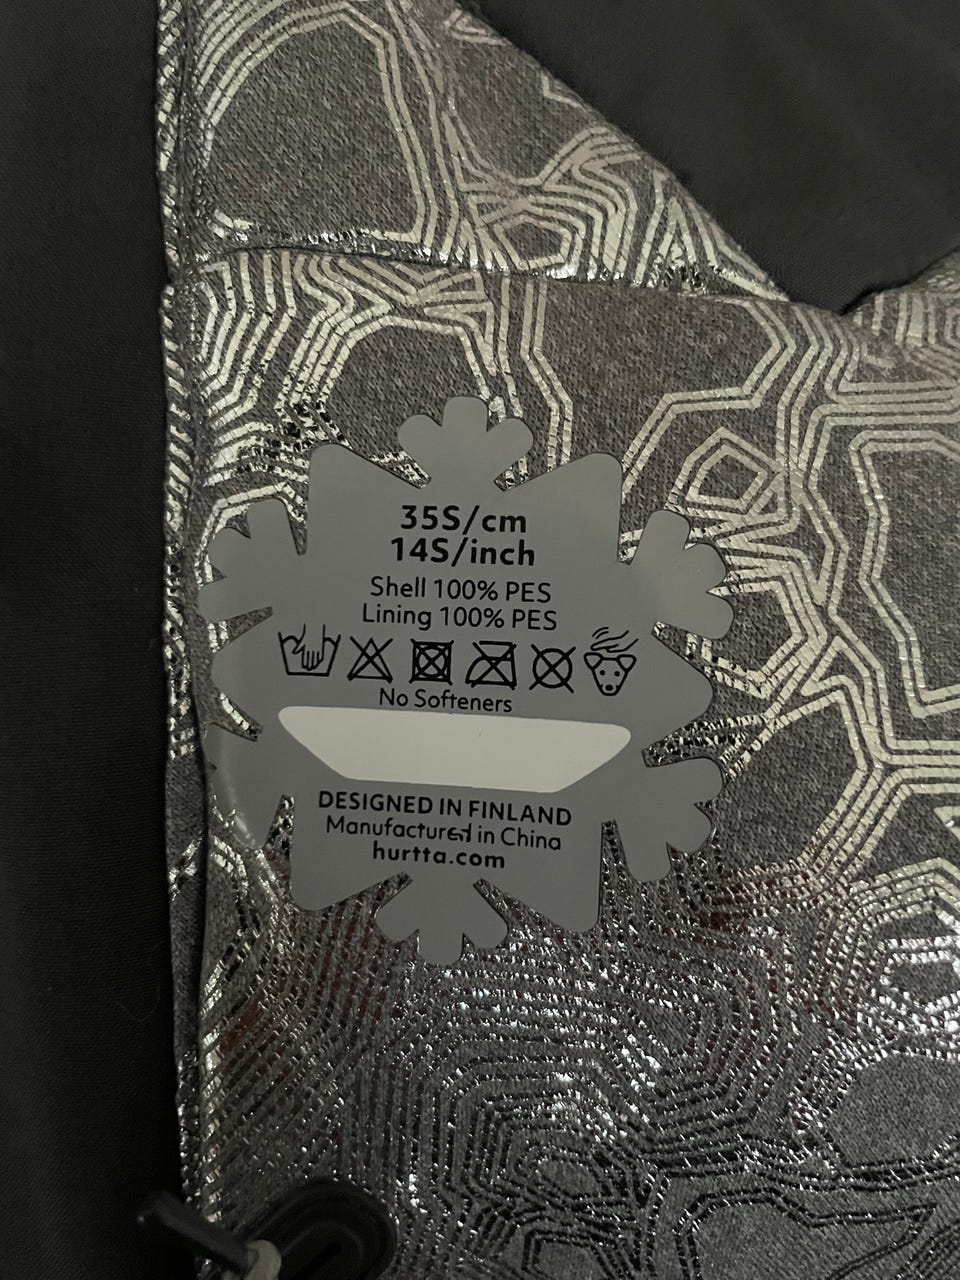 35S/cm
14S/inch
Shell 100% PES
Lining 100% PES
No Softeners
DESIGNED IN FINLAND
Manufactured in China
hurtta.com